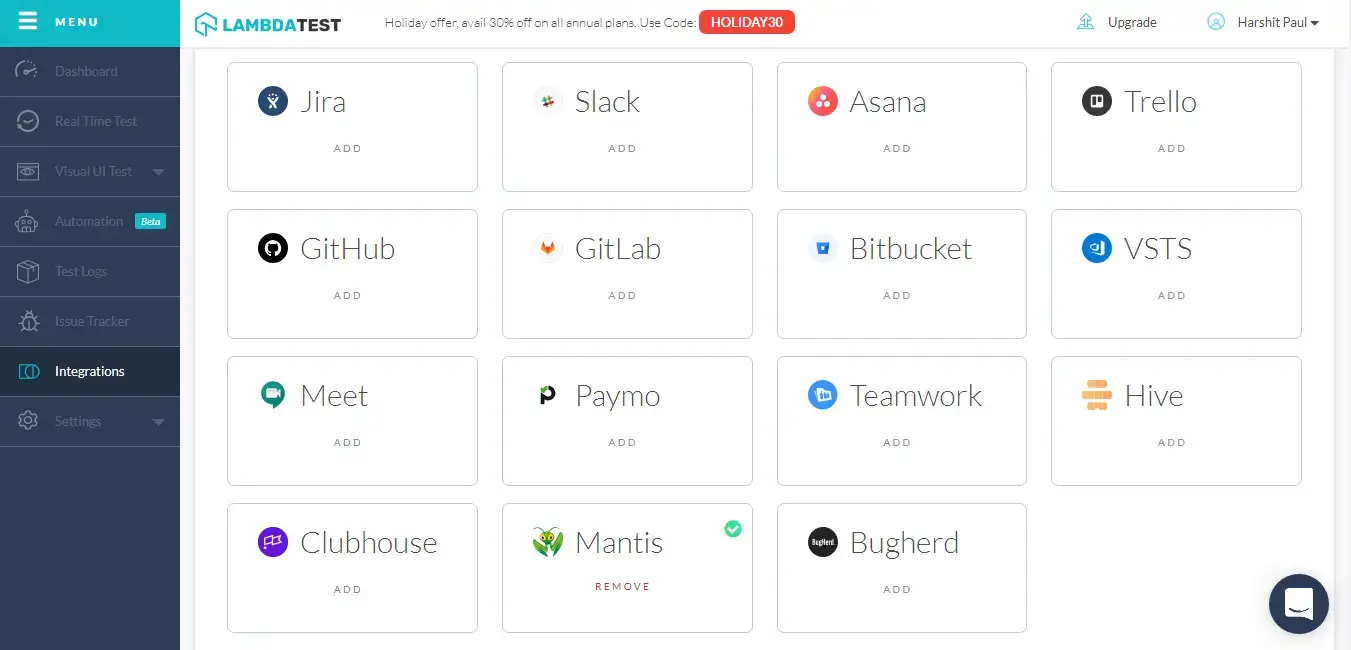 MENU
LAMBDATEST
Holiday offer, avail 30% off on all annual plans. Use Code: HOLIDAY30
Upgrade
Harshit Paul
Dashboard
Real Time Test
Visual UI Test
Automation Beta
Test Logs
Issue Tracker
Integrations
Settings
Jira
ADD
Slack
ADD
Asana
ADD
Trello
ADD
GitHub
ADD
GitLab
ADD
Bitbucket
ADD
VSTS
ADD
Meet
ADD
Paymo
ADD
Teamwork
ADD
Hive
ADD
Clubhouse
ADD
Mantis
REMOVE
BugHerd.
Bugherd
ADD